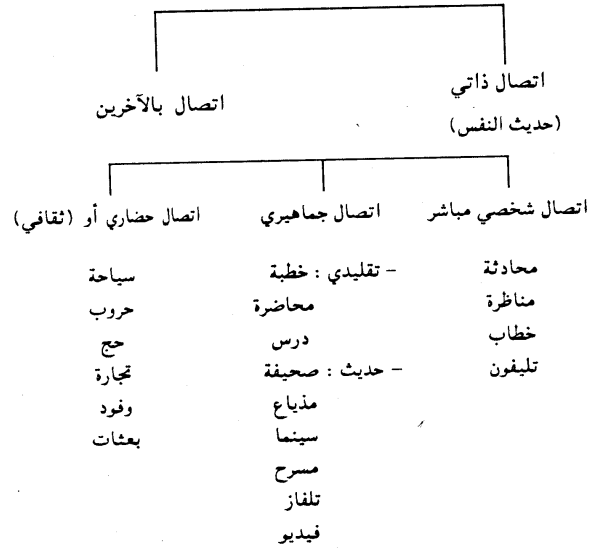 اتصال ذاتي
(حديث النفس)
اتصال بالآخرين
اتصال شخصي مباشر
محادثة
مناظرة
خطاب
تليفون
اتصال جماهيري
– تقليدي : خطبة
محاضرة
درس
– حديث : صحيفة
مذياع
سينما
مسرح
تلفاز
فيديو
اتصال حضاري أو (ثقافي)
سياحة
حروب
حج
تجارة
وفود
بعثات